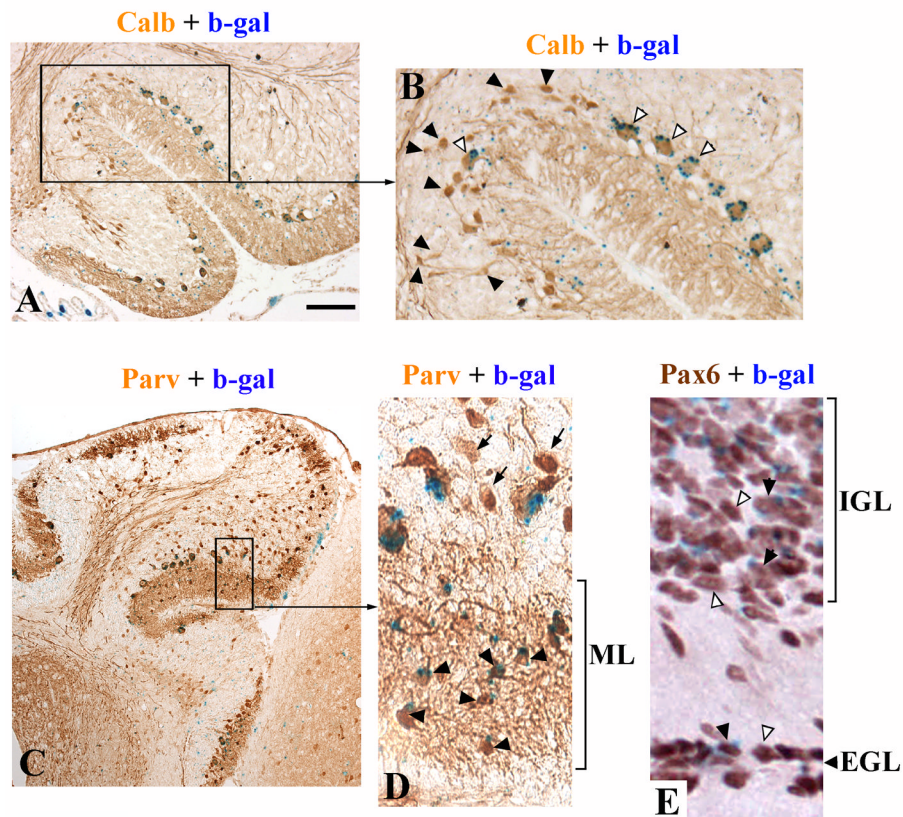 Calb + b-gal
A
Calb + b-gal
B
Parv + b-gal
C
Parv + b-gal
D
ML
Pax6 + b-gal
E
IGL
EGL